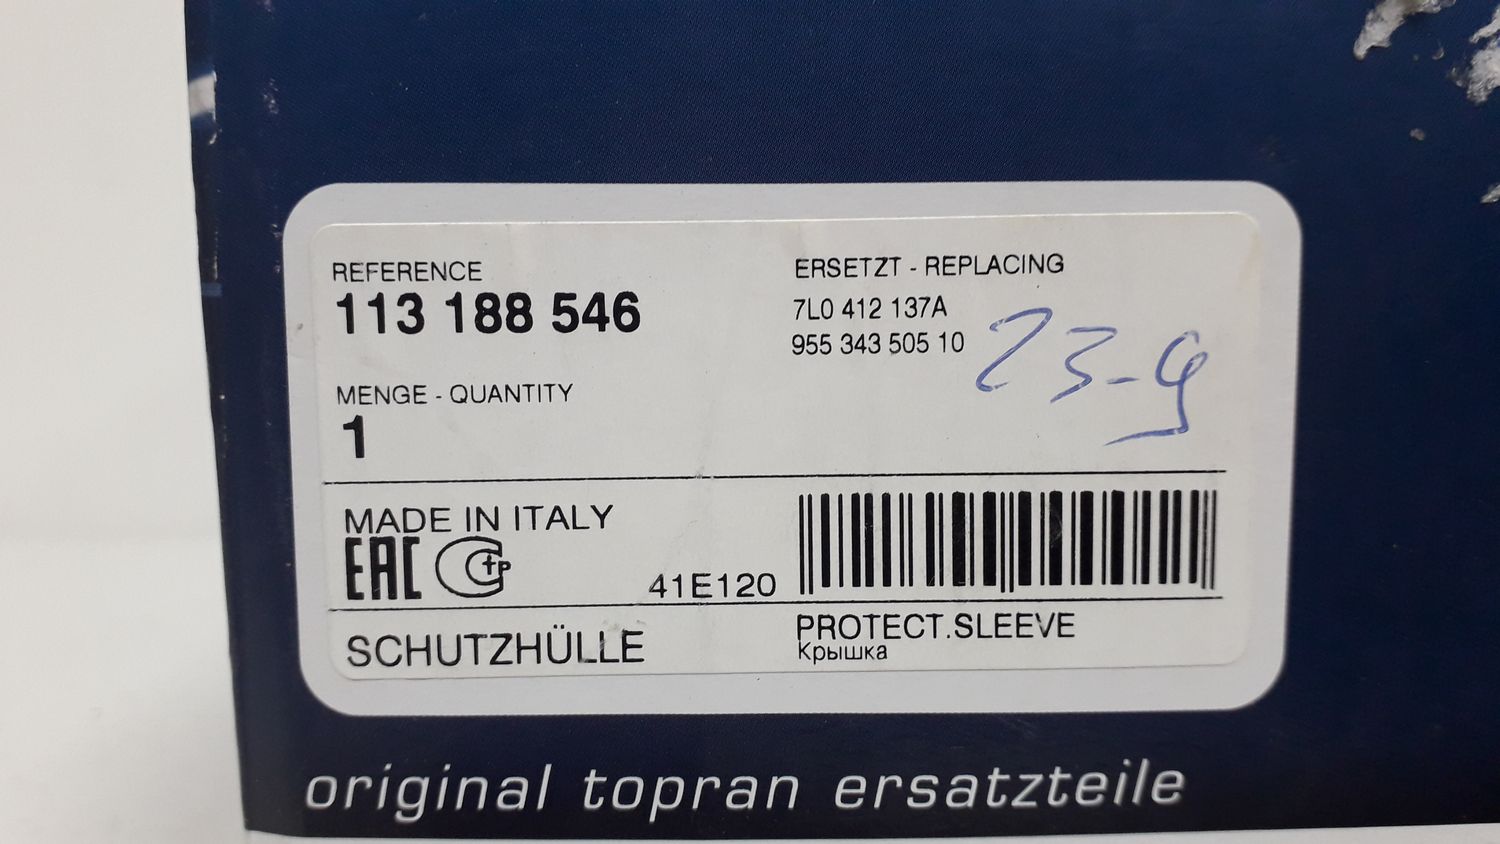 REFERENCE
113 188 546
ERSETZT - REPLACING
7L0 412 137A
955 343 505 10
23-9
MENGE - QUANTITY
1
MADE IN ITALY
EAC
41E120
SCHUTZHÜLLE
PROTECT.SLEEVE
Крышка
original topran ersatzteile